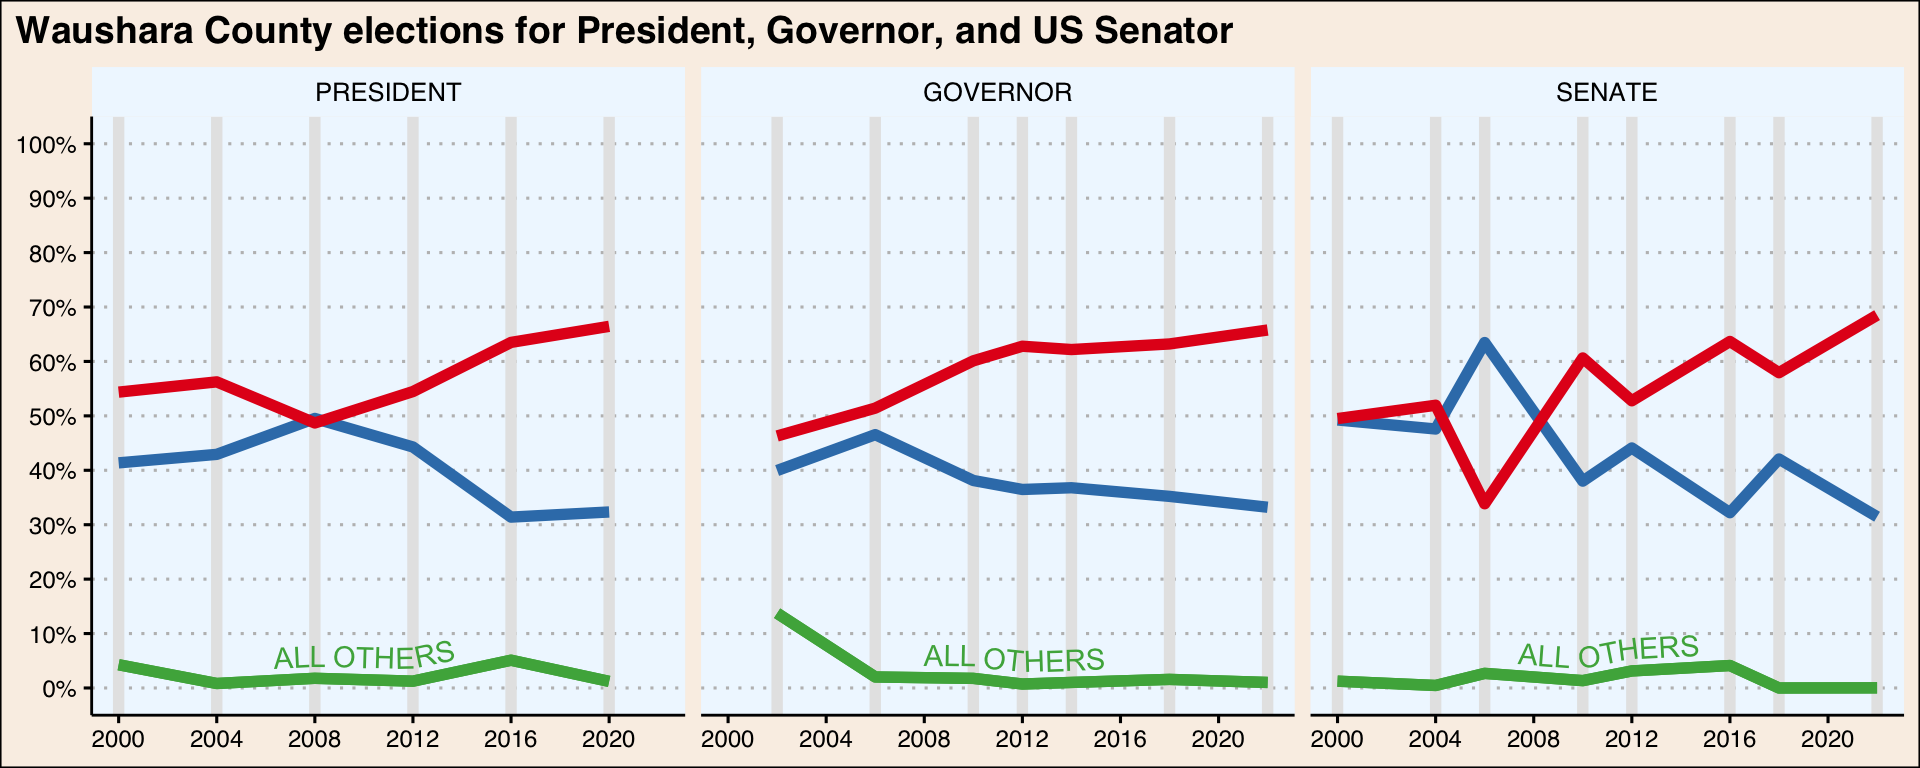 Waushara County elections for President, Governor, and US Senator
PRESIDENT GOVERNOR SENATE
100%
90%
80%
70%
60%
50%
40%
30%
20%
10%
0%
ALL OTHERS ALL OTHERS ALL OTHERS
2000 2004 2008 2012 2016 2020 2000 2004 2008 2012 2016 2020 2000 2004 2008 2012 2016 2020